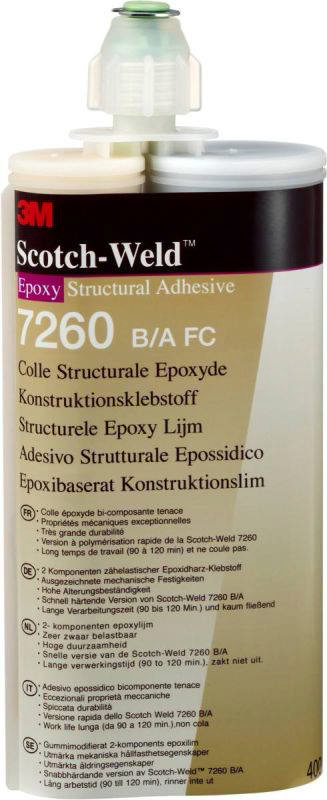 3M
Scotch-Weld™
Epoxy Structural Adhesive
7260 B/A FC
Colle Structurale Epoxyde
Konstruktionsklebstoff
Structurele Epoxy Lijm
Adesivo Strutturale Epossidico
Epoxibaserat Konstruktionslim
FR • Colle époxyde bi-composante tenace
• Propriétés mécaniques exceptionnelles
• Très grande durabilité
• Version à polymérisation rapide de la Scotch-Weld 7260
• Long temps de travail (90 à 120 min) et ne coule pas.
DE • 2 Komponenten zähelastischer Epoxidharz-Klebstoff
• Ausgezeichnete mechanische Festigkeiten
• Hohe Alterungsbeständigkeit
• Schnell härtende Version von Scotch-Weld 7260 B/A
• Lange Verarbeitungszeit (90 bis 120 Min.) und kaum fließend
NL • 2- komponenten epoxylijm
• Zeer zwaar belastbaar
• Hoge duurzaamheid
• Snelle versie van de Scotch-Weld 7260 B/A
• Lange verwerkingstijd (90 to 120 min.), zakt niet uit.
IT • Adesivo epossidico bicomponente tenace
• Eccezionali proprietà meccaniche
• Spiccata durabilità
• Versione rapida dello Scotch Weld 7260 B/A
• Work life lunga (da 90 a 120 min.),non cola
SE • Gummimodifierat 2-komponents epoxilim
• Utmärkta mekaniska hållfasthetsegenskaper
• Utmärkta åldringsegenskaper
• Snabbhärdande version av Scotch-Weld™ 7260 B/A
• Lång arbetstid (90 till 120 min), rinner inte ut
400